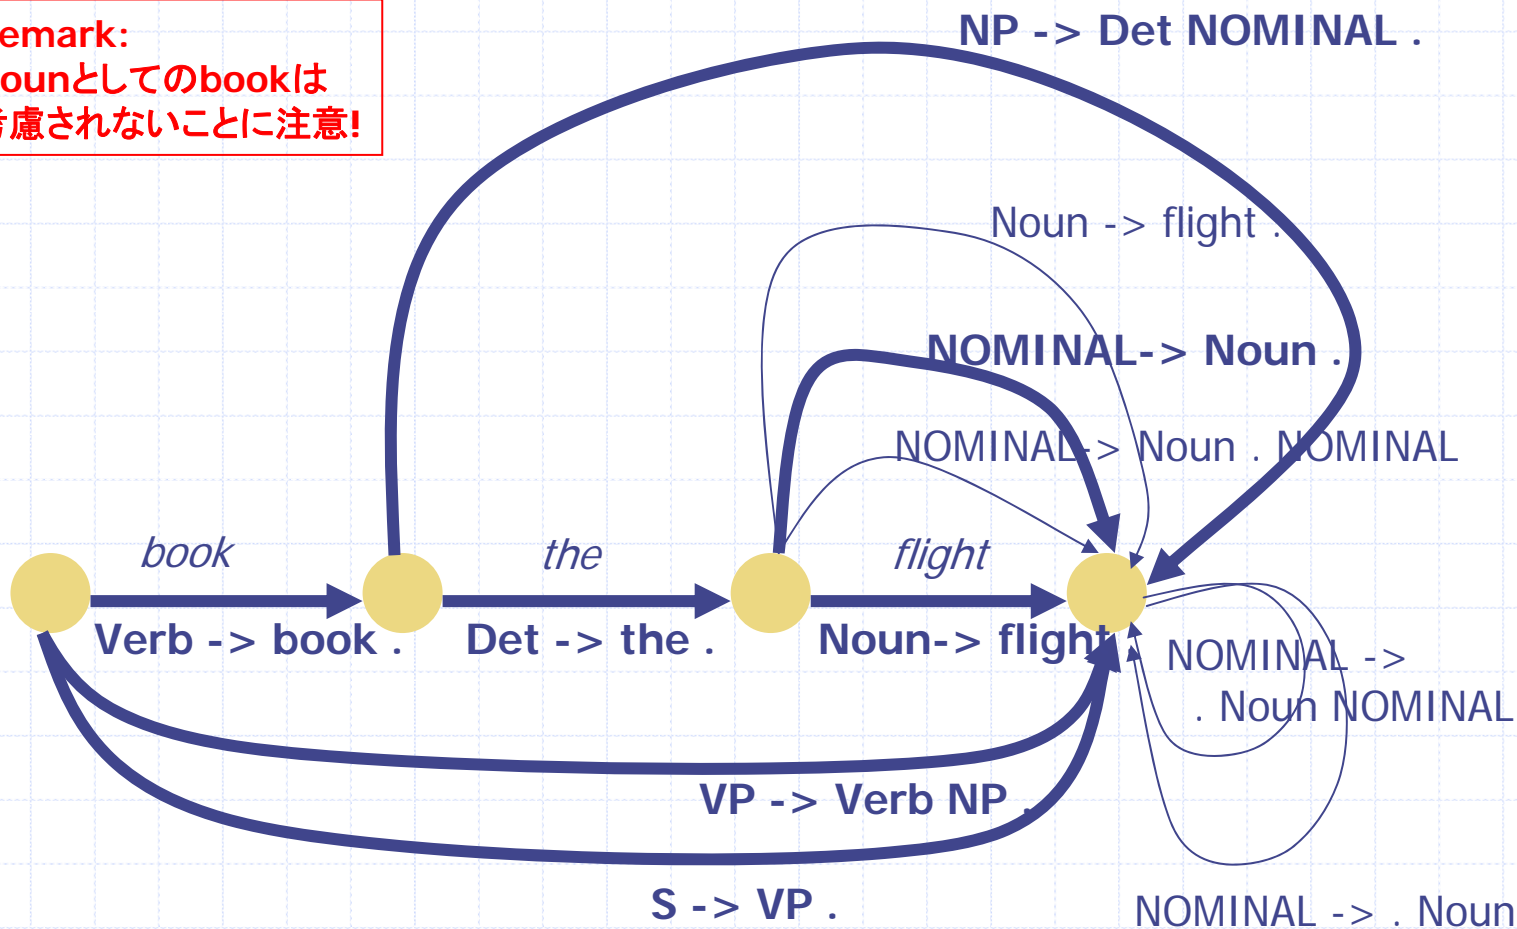 emark:
ounとしてのbookは
考慮されないことに注意!
NP -> Det NOMINAL .
Noun -> flight .
NOMINAL-> Noun .
NOMINAL-> Noun . NOMINAL
book
the
flight
Verb -> book .
Det -> the .
Noun-> flight
NOMINAL ->
. Noun NOMINAL
VP -> Verb NP .
S -> VP .
NOMINAL -> . Noun